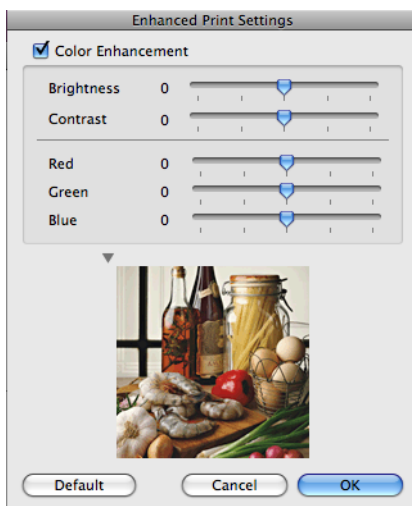 Enhanced Print Settings
Color Enhancement
Brightness 0
Contrast 0
Red 0
Green 0
Blue 0
Default Cancel OK